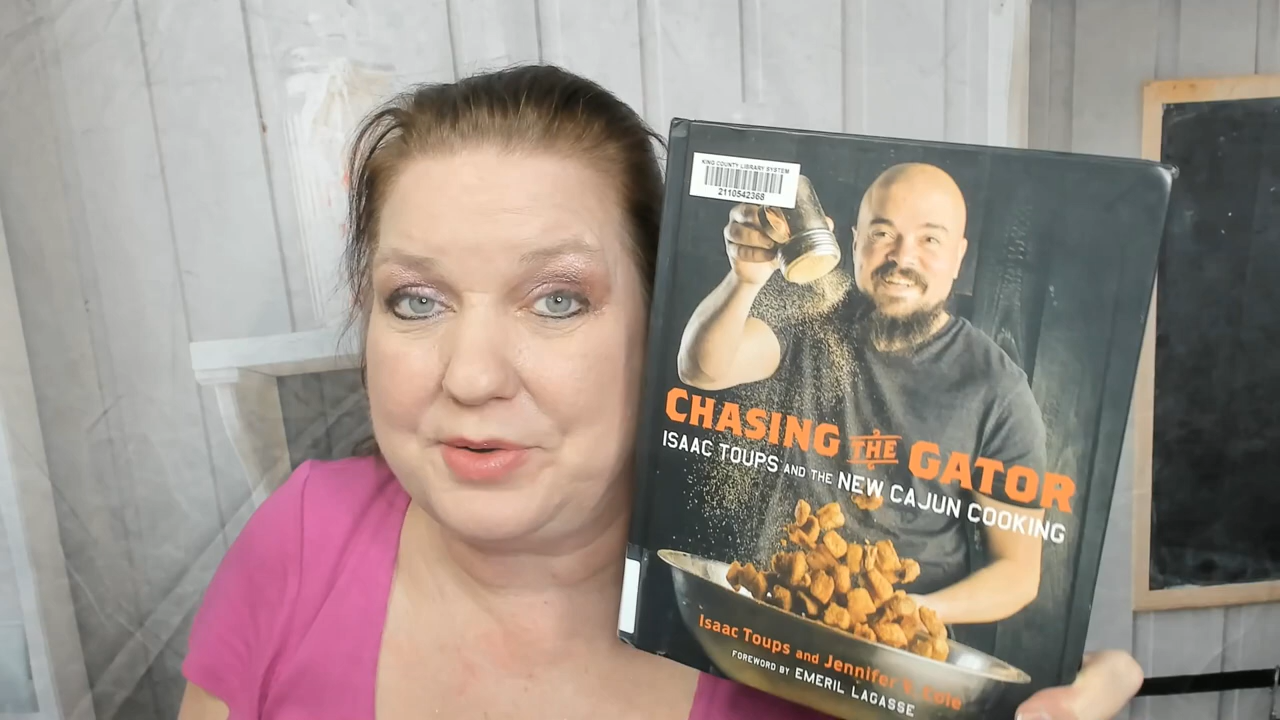 KING COUNTY LIBRARY SYSTEM
2110542368
CHASING THE GATOR
ISAAC TOUPS AND THE NEW CAJUN COOKING
Isaac Toups and Jennifer V. Cole
FOREWORD BY EMERIL LAGASSE